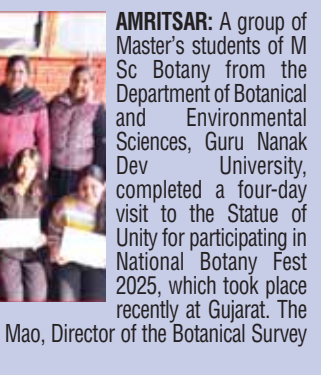 AMRITSAR: A group of
Master's students of M
Sc Botany from the
Department of Botanical
and Environmental
Sciences, Guru Nanak
Dev University,
completed a four-day
visit to the Statue of
Unity for participating in
National Botany Fest
2025, which took place
recently at Gujarat. The
Mao, Director of the Botanical Survey